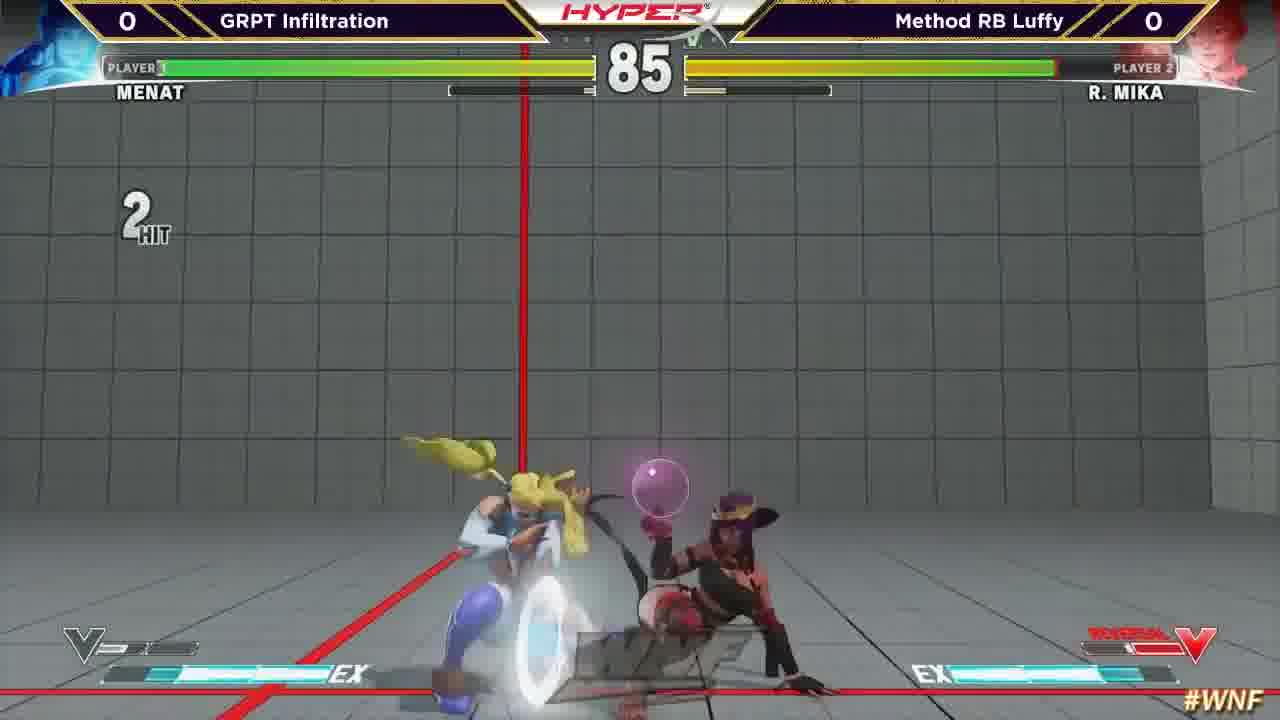 0 GRPT Infiltration HYPER X Method RB Luffy 0
PLAYER 1 85 PLAYER 2
MENAT R. MIKA
2 HIT
V REVERSAL V
EX EX
#WNF